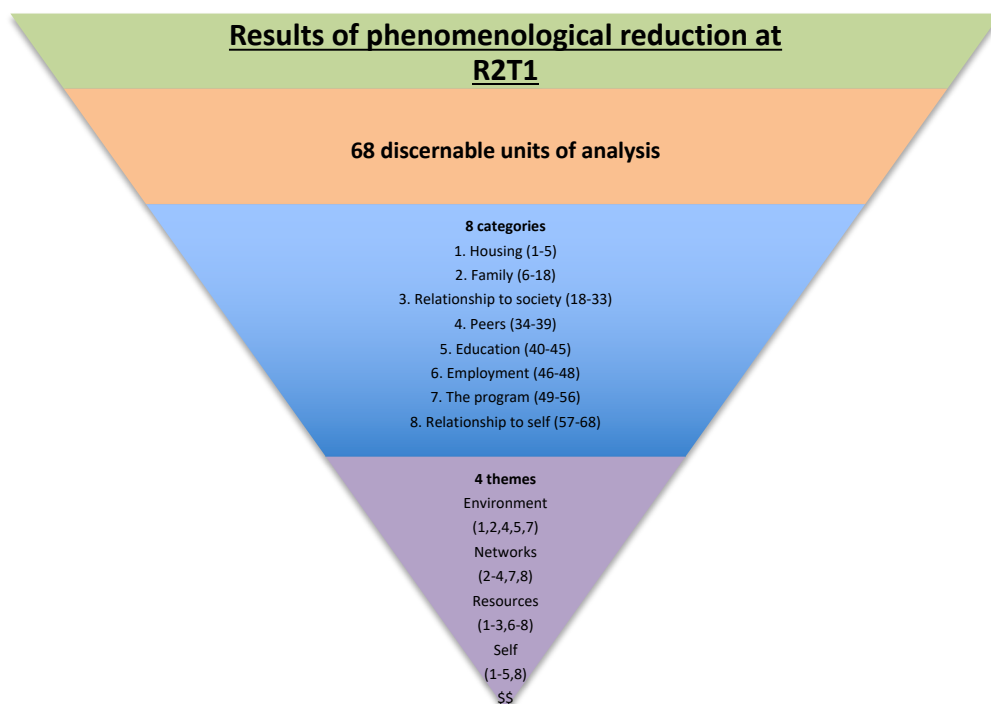 Results of phenomenological reduction at
R2T1
68 discernable units of analysis
8 categories
1. Housing (1-5)
2. Family (6-18)
3. Relationship to society (18-33)
4. Peers (34-39)
5. Education (40-45)
6. Employment (46-48)
7. The program (49-56)
8. Relationship to self (57-68)
4 themes
Environment
(1,2,4,5,7)
Networks
(2-4,7,8)
Resources
(1-3,6-8)
Self
(1-5,8)
$$